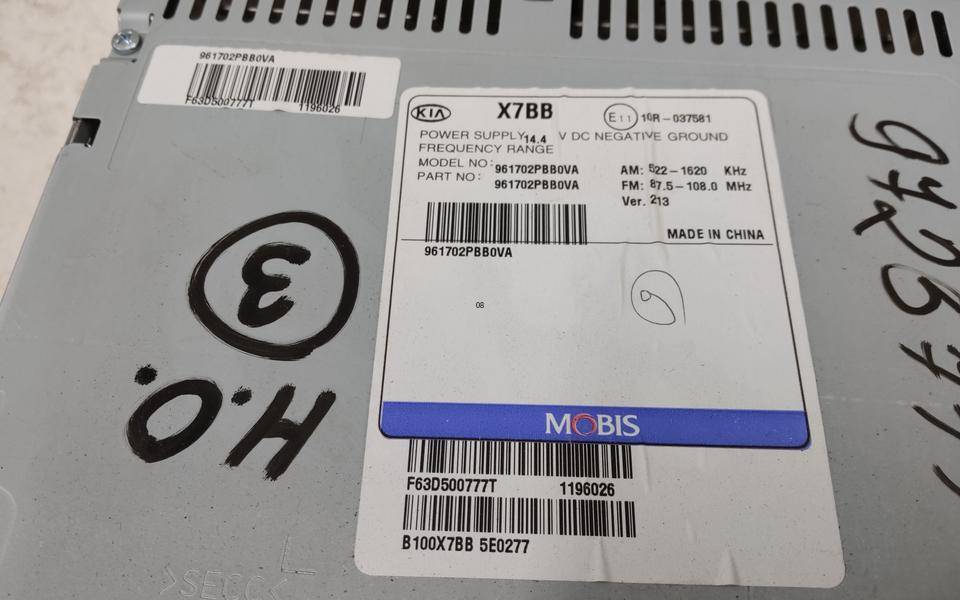 961702PBB0VA
F63D500777T 1196026
KIA X7BB E11 10R-037581
POWER SUPPLY 14.4 V DC NEGATIVE GROUND
FREQUENCY RANGE
MODEL NO: 961702PBB0VA AM: 522-1620 KHz
PART NO: 961702PBB0VA FM: 87.5-108.0 MHz
Ver. 213
MADE IN CHINA
961702PBB0VA
08
9
MOBIS
F63D500777T 1196026
B100X7BB 5E0277
3
H.O.
>SECC<